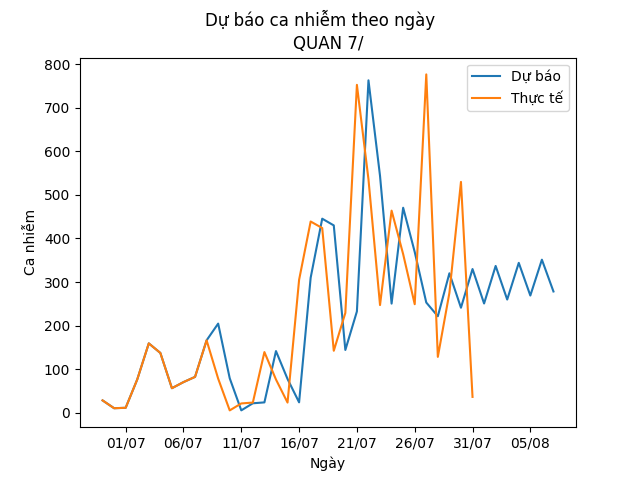 Dự báo ca nhiễm theo ngày
QUAN 7/
Dự báo
Thực tế
Ca nhiễm
800
700
600
500
400
300
200
100
0
01/07 06/07 11/07 16/07 21/07 26/07 31/07 05/08
Ngày